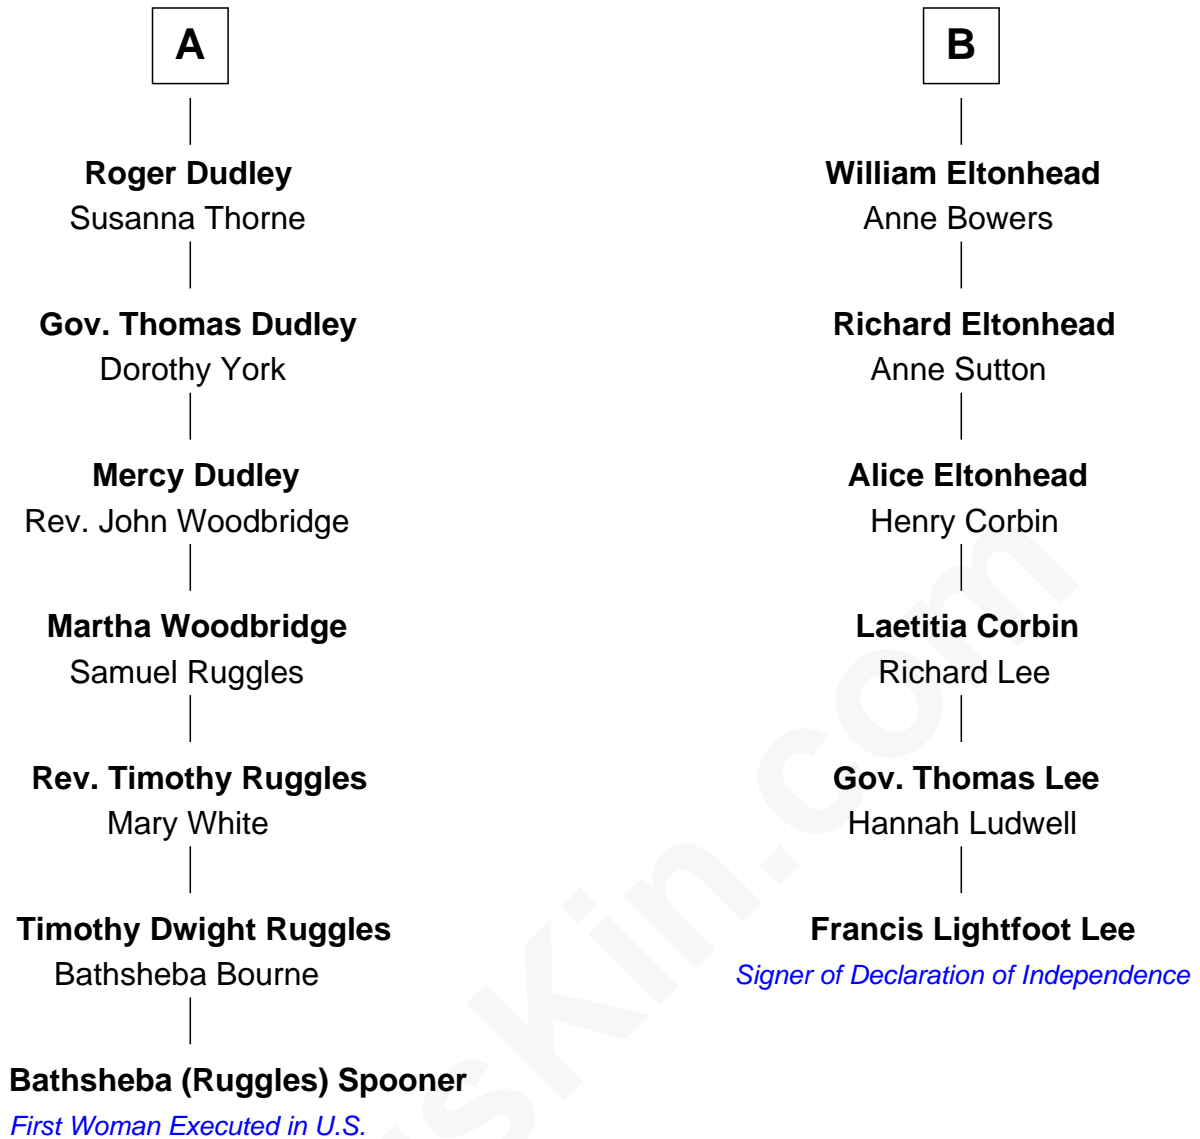 A
Roger Dudley
Susanna Thorne
Gov. Thomas Dudley
Dorothy York
Mercy Dudley
Rev. John Woodbridge
Martha Woodbridge
Samuel Ruggles
Rev. Timothy Ruggles
Mary White
Timothy Dwight Ruggles
Bathsheba Bourne
Bathsheba (Ruggles) Spooner
First Woman Executed in U.S.
B
William Eltonhead
Anne Bowers
Richard Eltonhead
Anne Sutton
Alice Eltonhead
Henry Corbin
Laetitia Corbin
Richard Lee
Gov. Thomas Lee
Hannah Ludwell
Francis Lightfoot Lee
Signer of Declaration of Independence
sKin.com